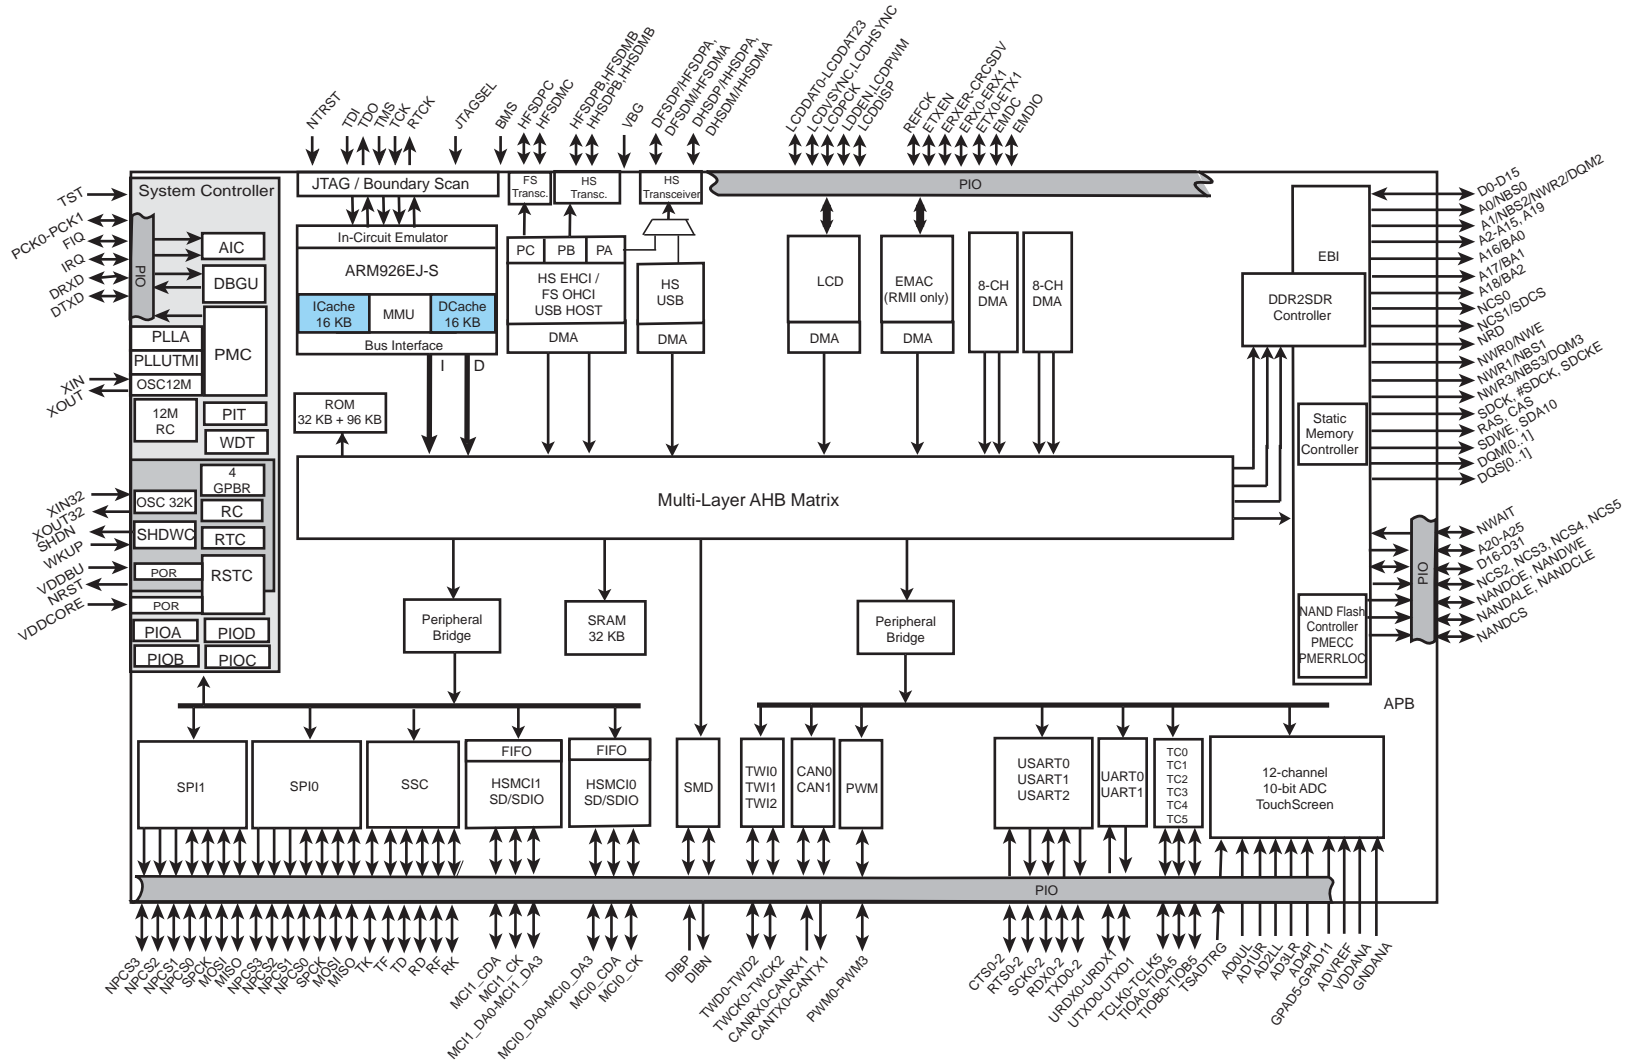 NTRST
TDI
TDO
TMS
TCK
RTCK
JTAGSEL
BMS
HFSDPC
HFSDMC
HFSDPB,HFSDMB
HHSDPB,HHSDMB
VBG
DFSDP/HFSDPA,
DFSDM/HFSDMA
DHSDP/HHSDPA,
DHSDM/HHSDMA
LCDDAT0-LCDDAT23
LCDVSYNC,LCDHSYNC
LCDPCK
LDDEN,LCDPWM
LCDDISP
REFCK
ETXEN
ERXER-CRCSDV
ERX0-ERX1
ETX0-ETX1
EMDC
EMDIO
TST
PCK0-PCK1
FIQ
IRQ
DRXD
DTXD
XIN
XOUT
XIN32
XOUT32
SHDN
WKUP
VDDBU
NRST
VDDCORE
System Controller
PIO
AIC
DBGU
PLLA
PLLUTMI
OSC12M
PMC
12M
RC
PIT
WDT
4
GPBR
OSC 32K
RC
SHDWC
RTC
POR
RSTC
POR
PIOA
PIOD
PIOB
PIOC
JTAG / Boundary Scan
In-Circuit Emulator
ARM926EJ-S
ICache
16 KB
MMU
DCache
16 KB
Bus Interface
I
D
ROM
32 KB + 96 KB
FS
Transc.
HS
Transc.
HS
Transceiver
PC
PB
PA
HS EHCI /
FS OHCI
USB HOST
DMA
HS
USB
DMA
PIO
LCD
DMA
EMAC
(RMII only)
DMA
8-CH
DMA
8-CH
DMA
EBI
DDR2SDR
Controller
Static
Memory
Controller
NAND Flash
Controller
PMECC
PMERRLOC
PIO
D0-D15
A0/NBS0
A1/NBS2/NWR2/DQM2
A2-A15, A19
A16/BA0
A17/BA1
A18/BA2
NCS0
NCS1/SDCS
NRD
NWR0/NWE
NWR1/NBS1
NWR3/NBS3/DQM3
SDCK, #SDCK, SDCKE
RAS, CAS
SDWE, SDA10
DQM[0..1]
DQS[0..1]
NWAIT
A20-A25
D16-D31
NCS2, NCS3, NCS4, NCS5
NANDOE, NANDWE
NANDALE, NANDCLE
NANDCS
Multi-Layer AHB Matrix
Peripheral
Bridge
SRAM
32 KB
Peripheral
Bridge
APB
SPI1
SPI0
SSC
FIFO
HSMCI1
SD/SDIO
FIFO
HSMCI0
SD/SDIO
SMD
TWI0
TWI1
TWI2
CAN0
CAN1
PWM
USART0
USART1
USART2
UART0
UART1
TC0
TC1
TC2
TC3
TC4
TC5
12-channel
10-bit ADC
TouchScreen
PIO
NPCS3
NPCS2
NPCS1
NPCS0
SPCK
MOSI
MISO
NPCS3
NPCS2
NPCS1
NPCS0
SPCK
MOSI
MISO
TK
TF
TD
RD
RF
RK
MCI1_CDA
MCI1_CK
MCI1_DA0-MCI1_DA3
MCI0_DA0-MCI0_DA3
MCI0_CDA
MCI0_CK
DIBP
DIBN
TWD0-TWD2
TWCK0-TWCK2
CANRX0-CANRX1
CANTX0-CANTX1
PWM0-PWM3
CTS0-2
RTS0-2
SCK0-2
RDX0-2
TXD0-2
URDX0-URDX1
UTXD0-UTXD1
TCLK0-TCLK5
TIOA0-TIOA5
TIOB0-TIOB5
TSADTRG
AD0UL
AD1UR
AD2LL
AD3LR
AD4PI
GPAD5-GPAD11
ADVREF
VDDANA
GNDANA